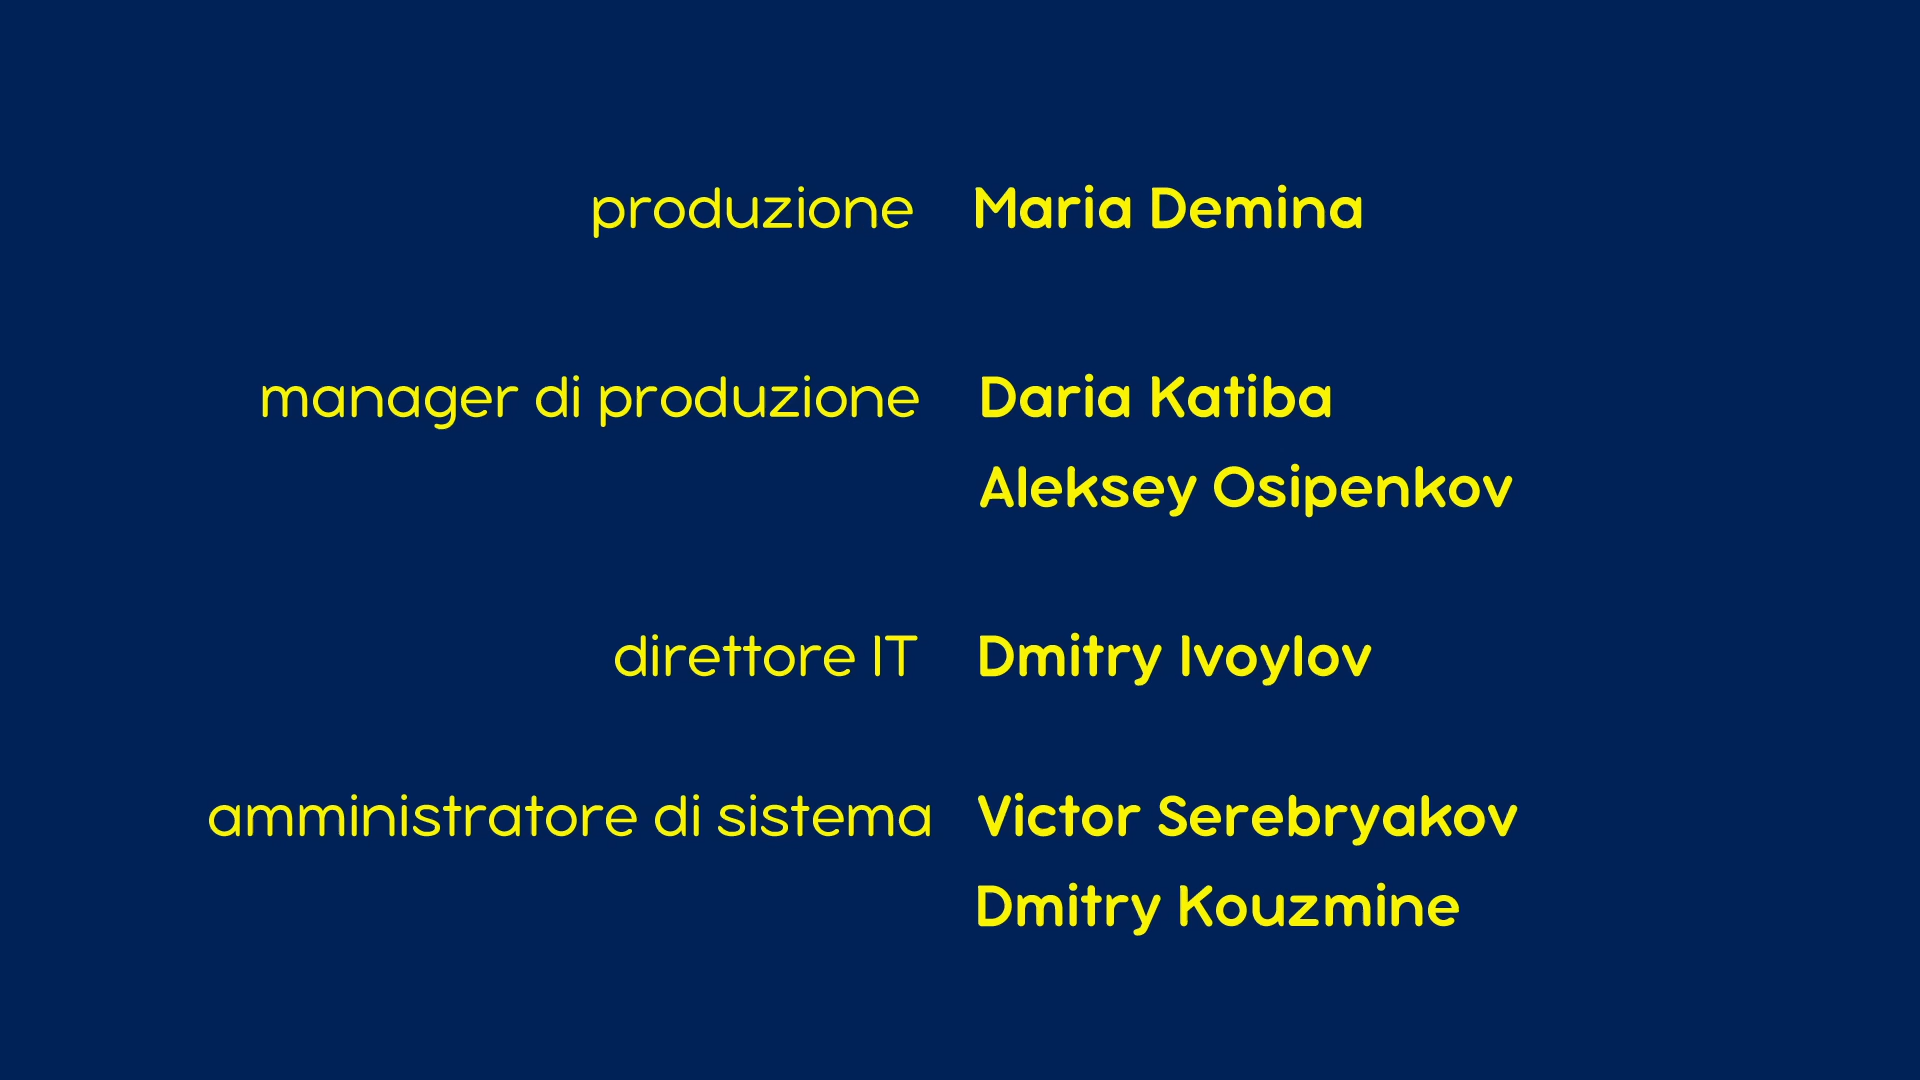 produzione Maria Demina
manager di produzione Daria Katiba
Aleksey Osipenkov
direttore IT Dmitry Ivoylov
amministratore di sistema Victor Serebryakov
Dmitry Kouzmine